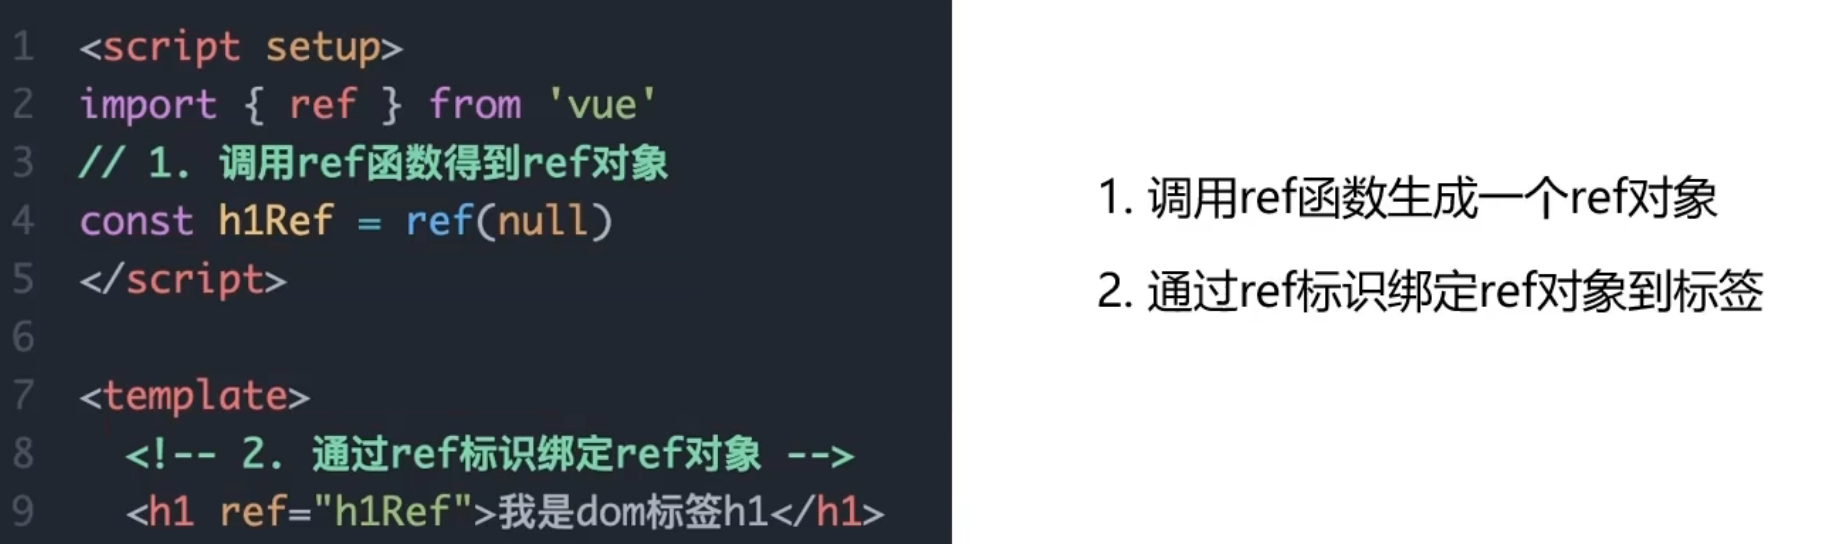 1 <script setup>
2 import { ref } from 'vue'
3 // 1. 调用ref函数得到ref对象
4 const h1Ref = ref(null)
5 </script>
6
7 <template>
8 <!-- 2. 通过ref标识绑定ref对象 -->
9 <h1 ref="h1Ref">我是dom标签h1</h1>
1. 调用ref函数生成一个ref对象
2. 通过ref标识绑定ref对象到标签